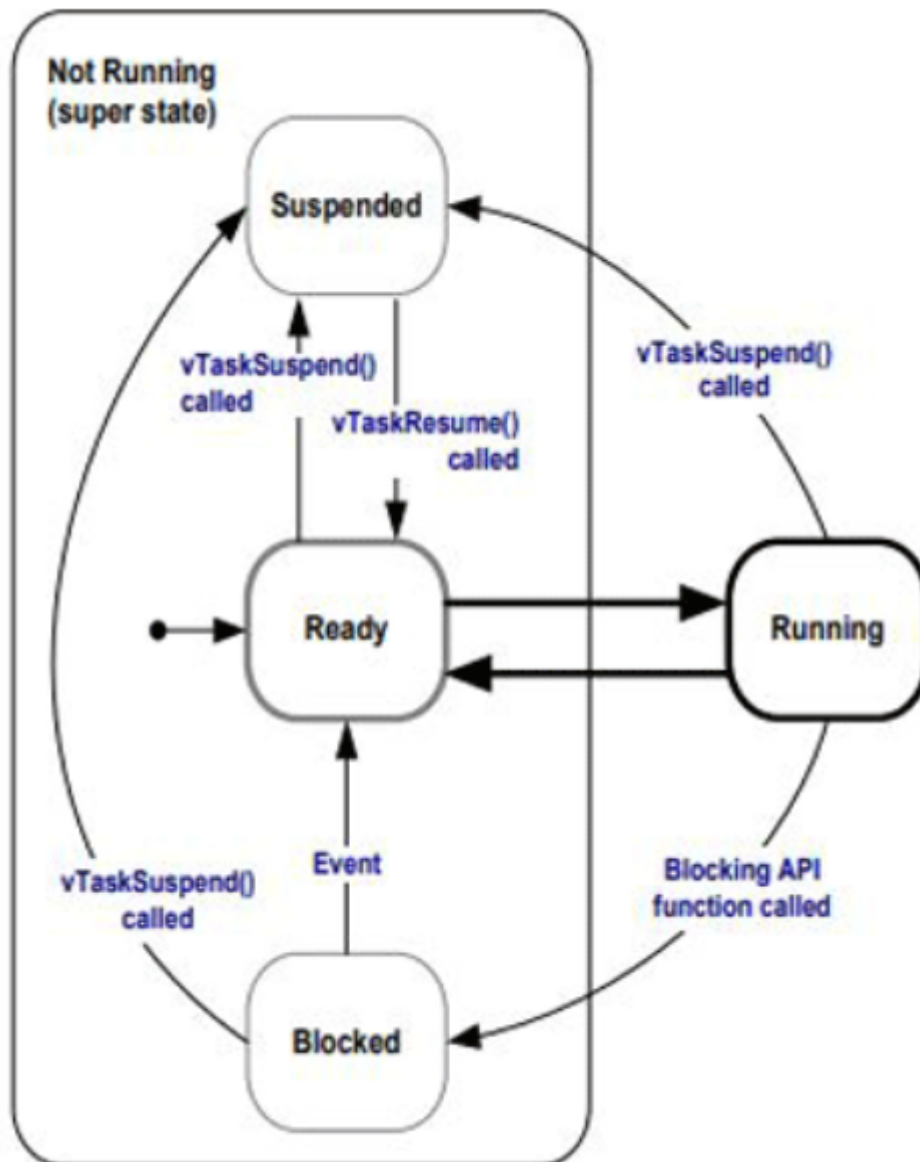 Not Running
(super state)
Suspended
vTaskSuspend()
called
vTaskResume()
called
vTaskSuspend()
called
Ready
Running
Event
vTaskSuspend()
called
Blocking API
function called
Blocked